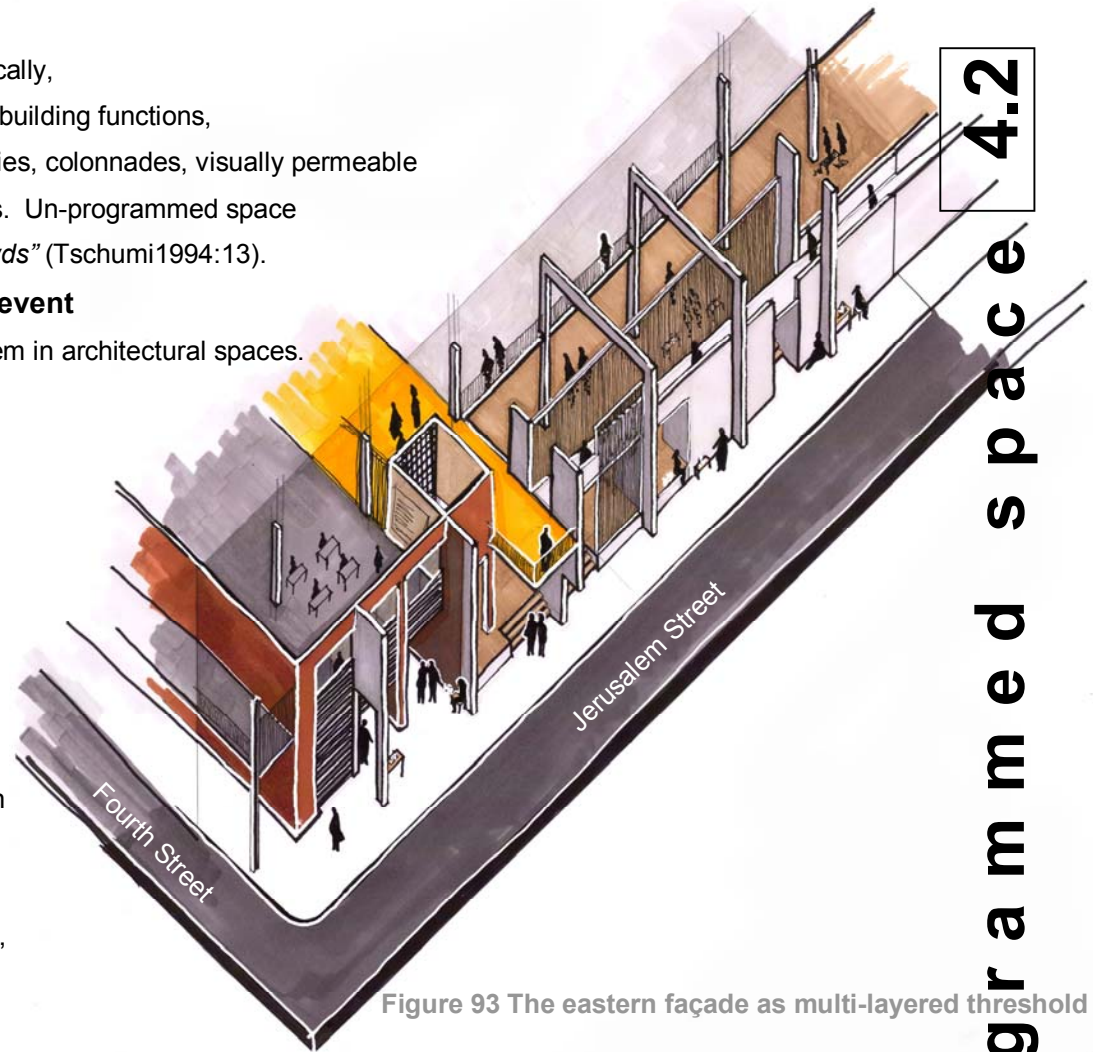 cally,
building functions,
ies, colonnades, visually permeable
s.  Un-programmed space
rds” (Tschumi1994:13).
event
em in architectural spaces.
n
,
Fourth Street
Jerusalem Street
Figure 93 The eastern façade as multi-layered threshold
grammed space 4.2